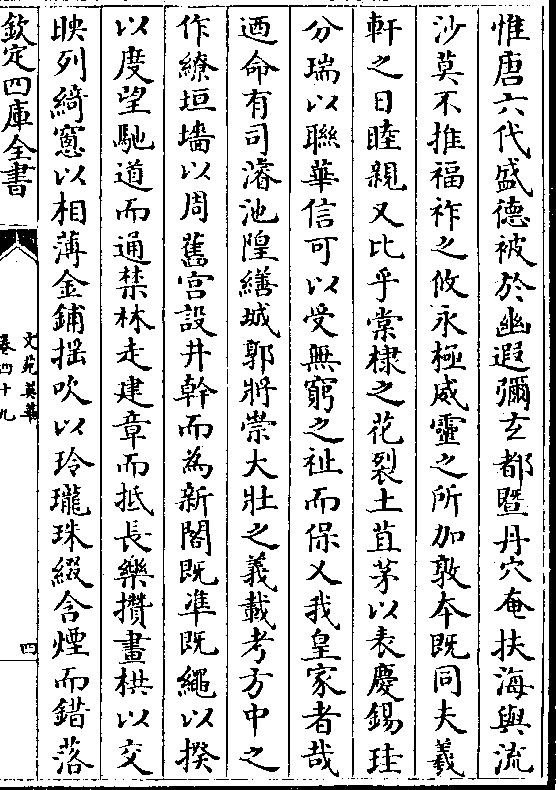 惟唐六代盛德被於幽遐彌玄都暨丹穴奄扶海與流
沙莫不推福祚之攸永極威靈之所加敦本既同夫羲
軒之日睦親又比乎棠棣之花裂土苴茅以表慶錫珪
分瑞以聯華信可以受無窮之祉而保乂我皇家者哉
迺命有司濬池隍繕城郭將崇大壯之義載考方中之
作繚垣墻以周舊宫設井幹而為新閣既準既繩以揆
以度望馳道而通禁林走建章而抵長樂攢畫栱以交
映列綺窻以相薄金鋪揺吹以玲瓏珠綴含煙而錯落
欽定四庫全書
文苑英華
卷四十九
四